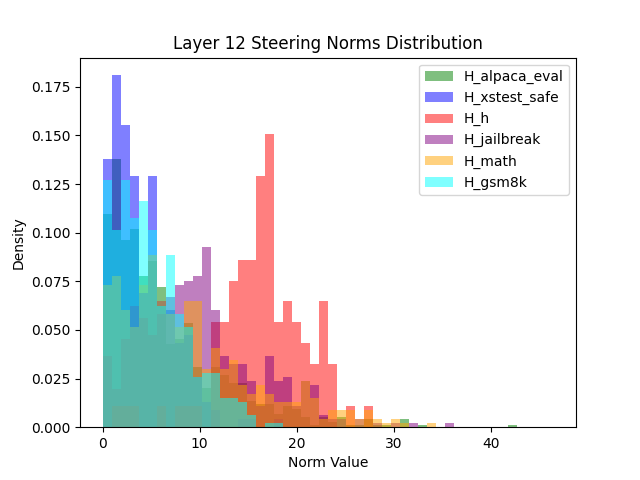 Layer 12 Steering Norms Distribution
H_alpaca_eval
H_xstest_safe
H_h
H_jailbreak
H_math
H_gsm8k
Density
0.175
0.150
0.125
0.100
0.075
0.050
0.025
0.000
0 10 20 30 40
Norm Value